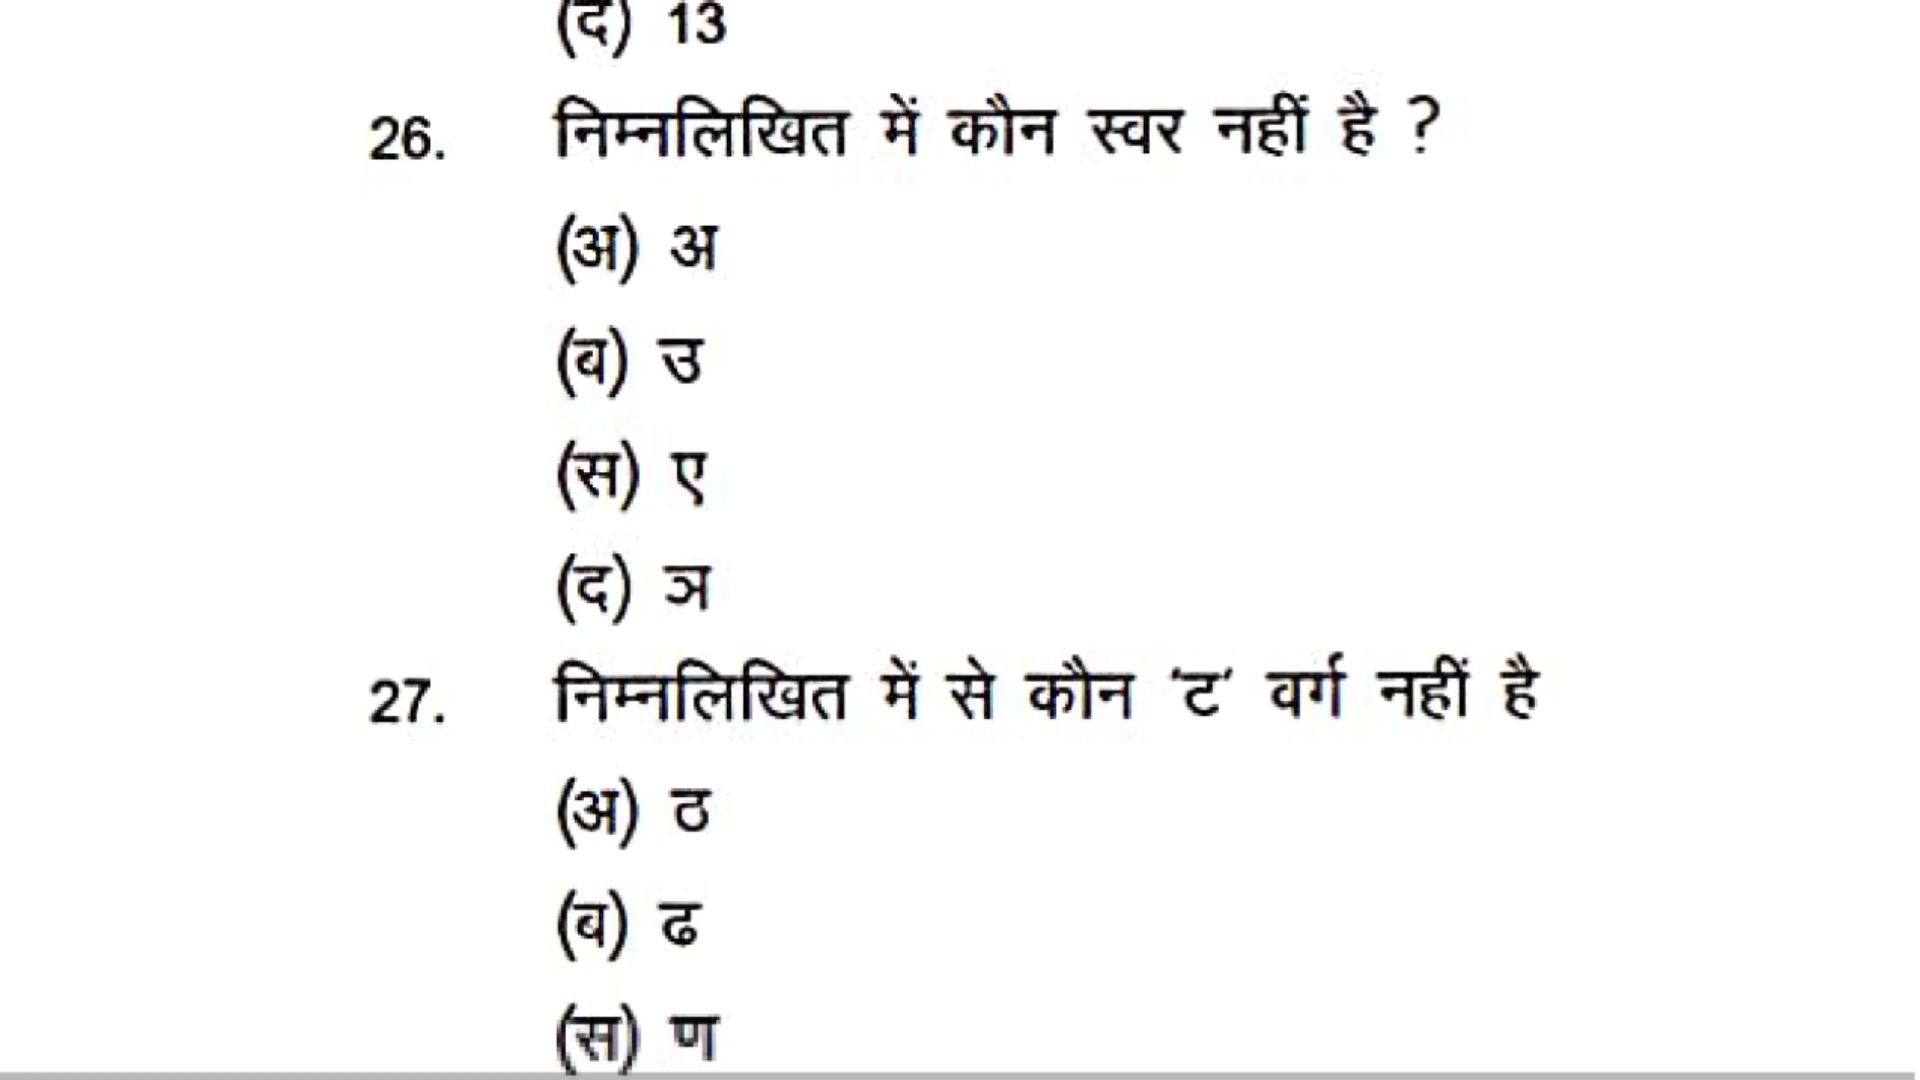 (द) 13
26. निम्नलिखित में कौन स्वर नहीं है ?
(अ) अ
(ब) उ
(स) ए
(द) ञ
27. निम्नलिखित में से कौन ‘ट’ वर्ग नहीं है
(अ) ठ
(ब) ढ
(स) ण